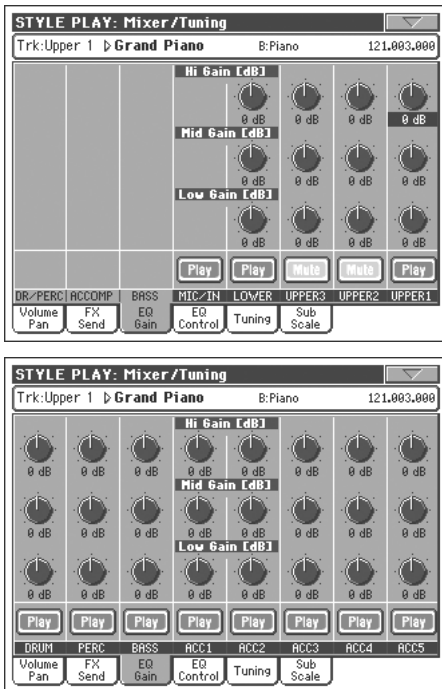 STYLE PLAY: Mixer/Tuning
Trk:Upper 1 ▷Grand Piano B:Piano 121.003.000
Hi Gain [dB]
0 dB 0 dB 0 dB 0 dB
Mid Gain [dB]
0 dB 0 dB 0 dB 0 dB
Low Gain [dB]
0 dB 0 dB 0 dB 0 dB
Play Play Mute Mute Play
DR/PERC ACCOMP BASS MIC/IN LOWER UPPER3 UPPER2 UPPER1
Volume Pan FX Send EQ Gain EQ Control Tuning Sub Scale
STYLE PLAY: Mixer/Tuning
Trk:Upper 1 ▷Grand Piano B:Piano 121.003.000
Hi Gain [dB]
0 dB 0 dB 0 dB 0 dB 0 dB 0 dB 0 dB 0 dB
Mid Gain [dB]
0 dB 0 dB 0 dB 0 dB 0 dB 0 dB 0 dB 0 dB
Low Gain [dB]
0 dB 0 dB 0 dB 0 dB 0 dB 0 dB 0 dB 0 dB
Play Play Play Play Play Play Play Play
DRUM PERC BASS ACC1 ACC2 ACC3 ACC4 ACC5
Volume Pan FX Send EQ Gain EQ Control Tuning Sub Scale